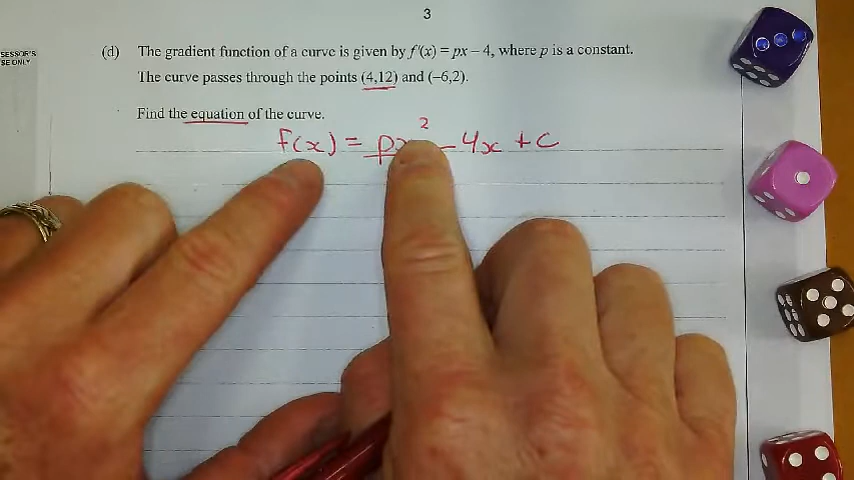 3
SESSOR'S
SE ONLY
(d) The gradient function of a curve is given by f′(x) = px – 4, where p is a constant.
The curve passes through the points (4,12) and (–6,2).
Find the equation of the curve.
f(x) = px² – 4x + c